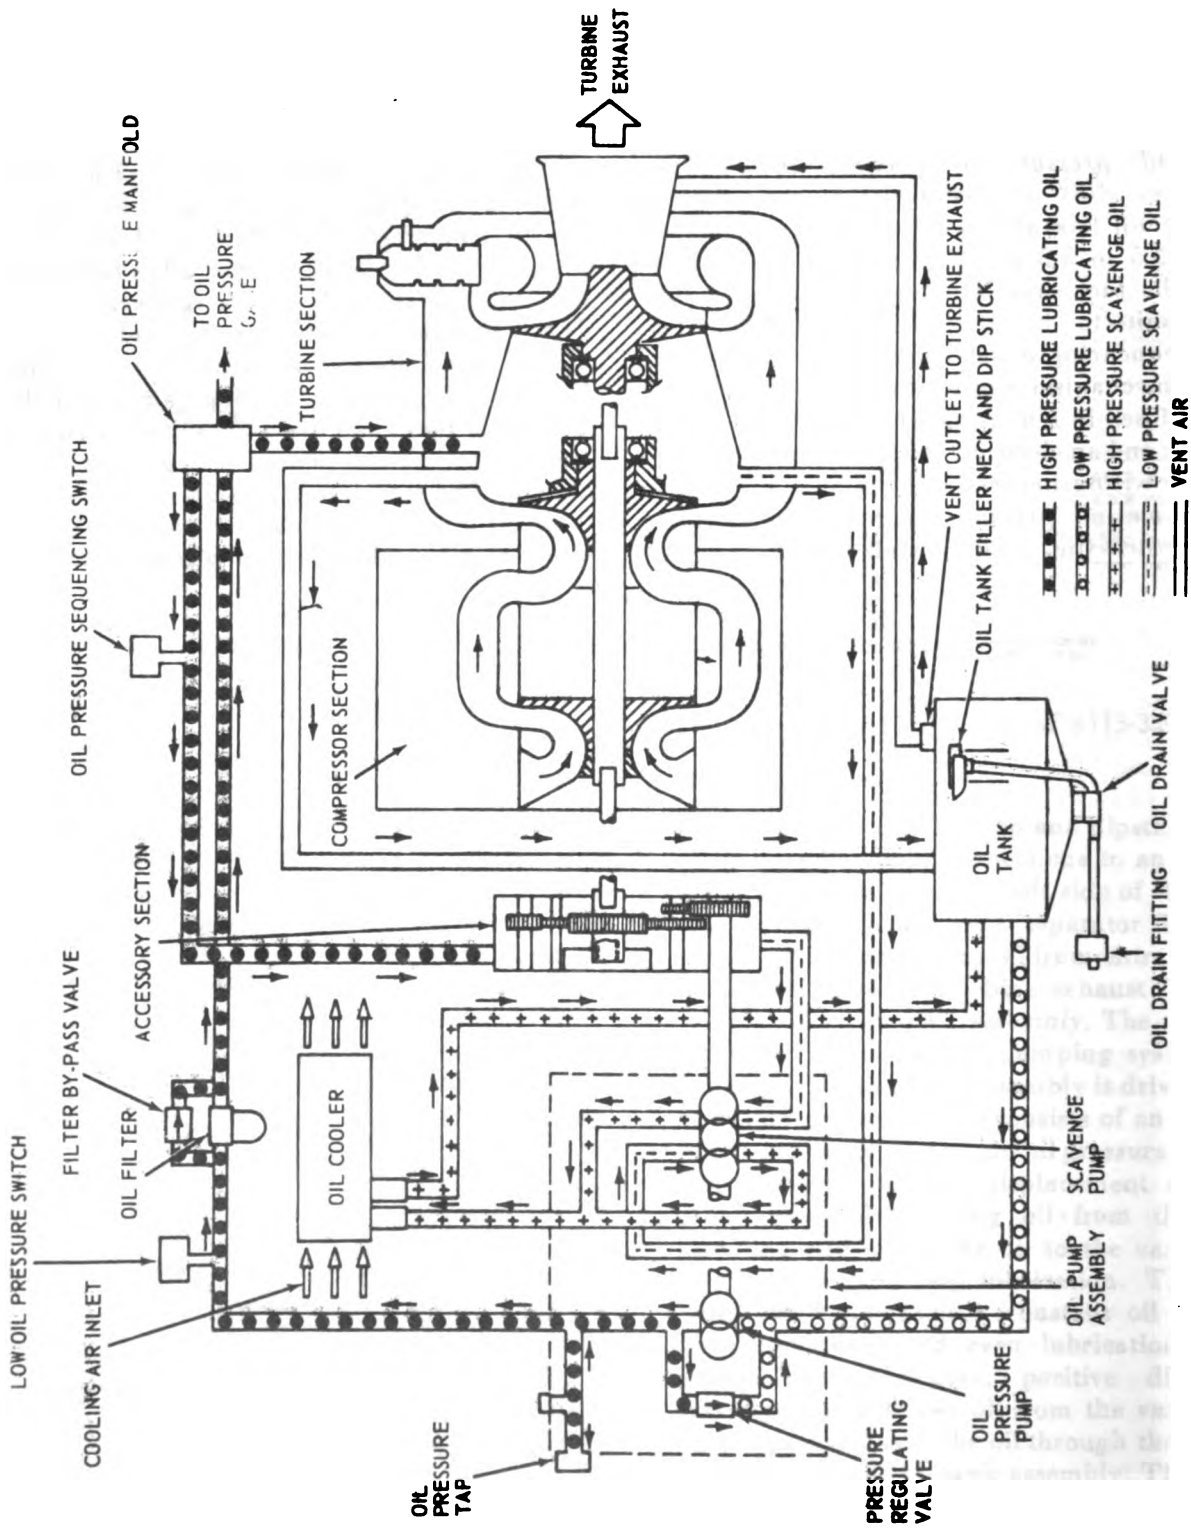 LOW OIL PRESSURE SWITCH
FILTER BY-PASS VALVE
OIL PRESSURE SEQUENCING SWITCH
COOLING AIR INLET
OIL FILTER
ACCESSORY SECTION
OIL PRESSURE MANIFOLD
TO OIL
PRESSURE
TURBINE SECTION
OIL COOLER
COMPRESSOR SECTION
OIL
PRESSURE
TAP
TURBINE
EXHAUST
PRESSURE
REGULATING
VALVE
OIL
PRESSURE
PUMP
OIL PUMP
ASSEMBLY
SCAVENGE
PUMP
OIL
TANK
VENT OUTLET TO TURBINE EXHAUST
OIL TANK FILLER NECK AND DIP STICK
OIL DRAIN FITTING
OIL DRAIN VALVE
HIGH PRESSURE LUBRICATING OIL
LOW PRESSURE LUBRICATING OIL
HIGH PRESSURE SCAVENGE OIL
LOW PRESSURE SCAVENGE OIL
VENT AIR